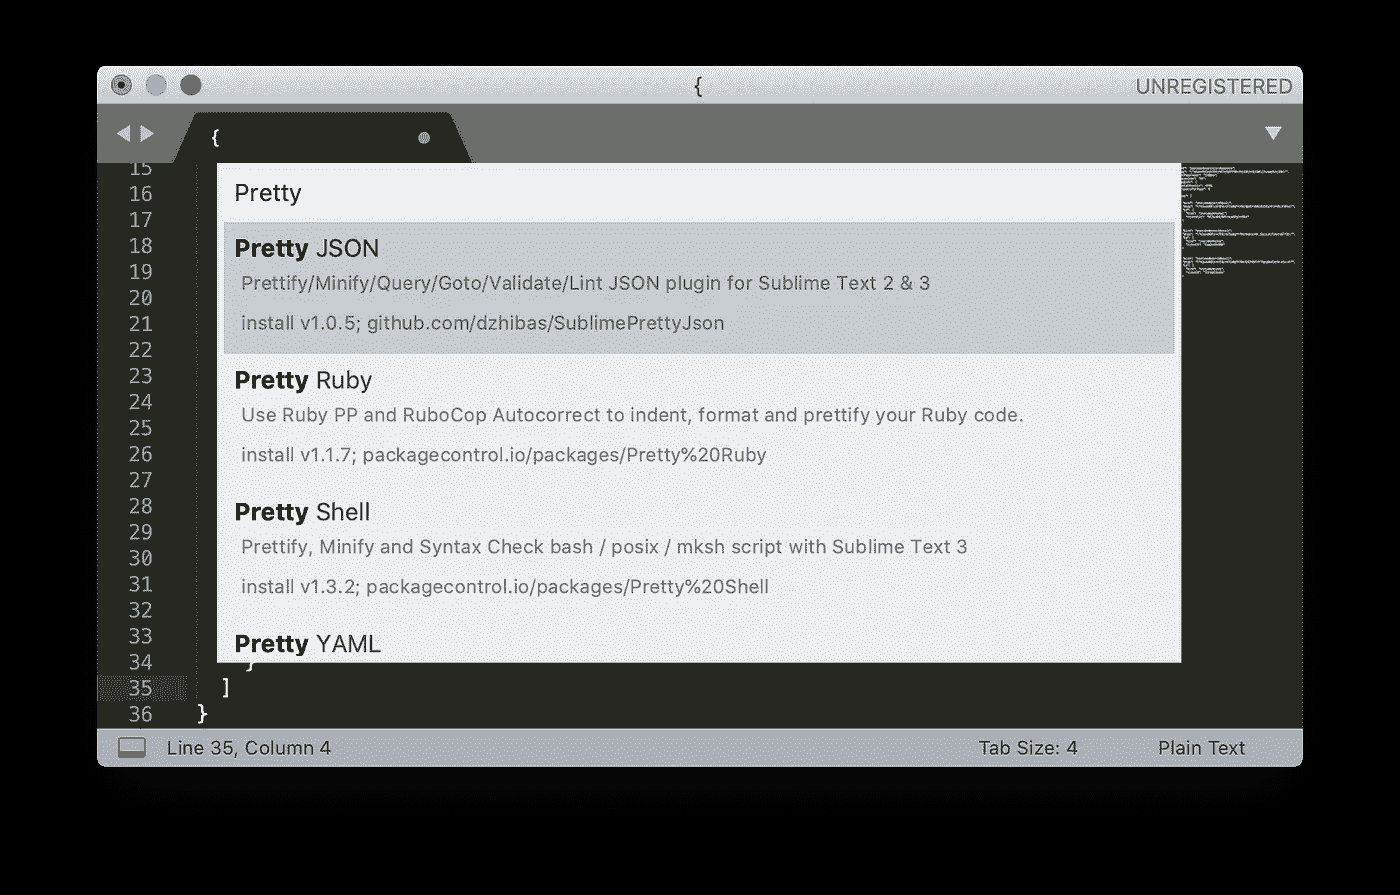 {
UNREGISTERED
{
15
16
17
18
19
20
21
22
23
24
25
26
27
28
29
30
31
32
33
34
35
36
Pretty
Pretty JSON
Prettify/Minify/Query/Goto/Validate/Lint JSON plugin for Sublime Text 2 & 3
install v1.0.5; github.com/dzhibas/SublimePrettyJson
Pretty Ruby
Use Ruby PP and RuboCop Autocorrect to indent, format and prettify your Ruby code.
install v1.1.7; packagecontrol.io/packages/Pretty%20Ruby
Pretty Shell
Prettify, Minify and Syntax Check bash / posix / mksh script with Sublime Text 3
install v1.3.2; packagecontrol.io/packages/Pretty%20Shell
Pretty YAML
}
]
}
Line 35, Column 4
Tab Size: 4
Plain Text